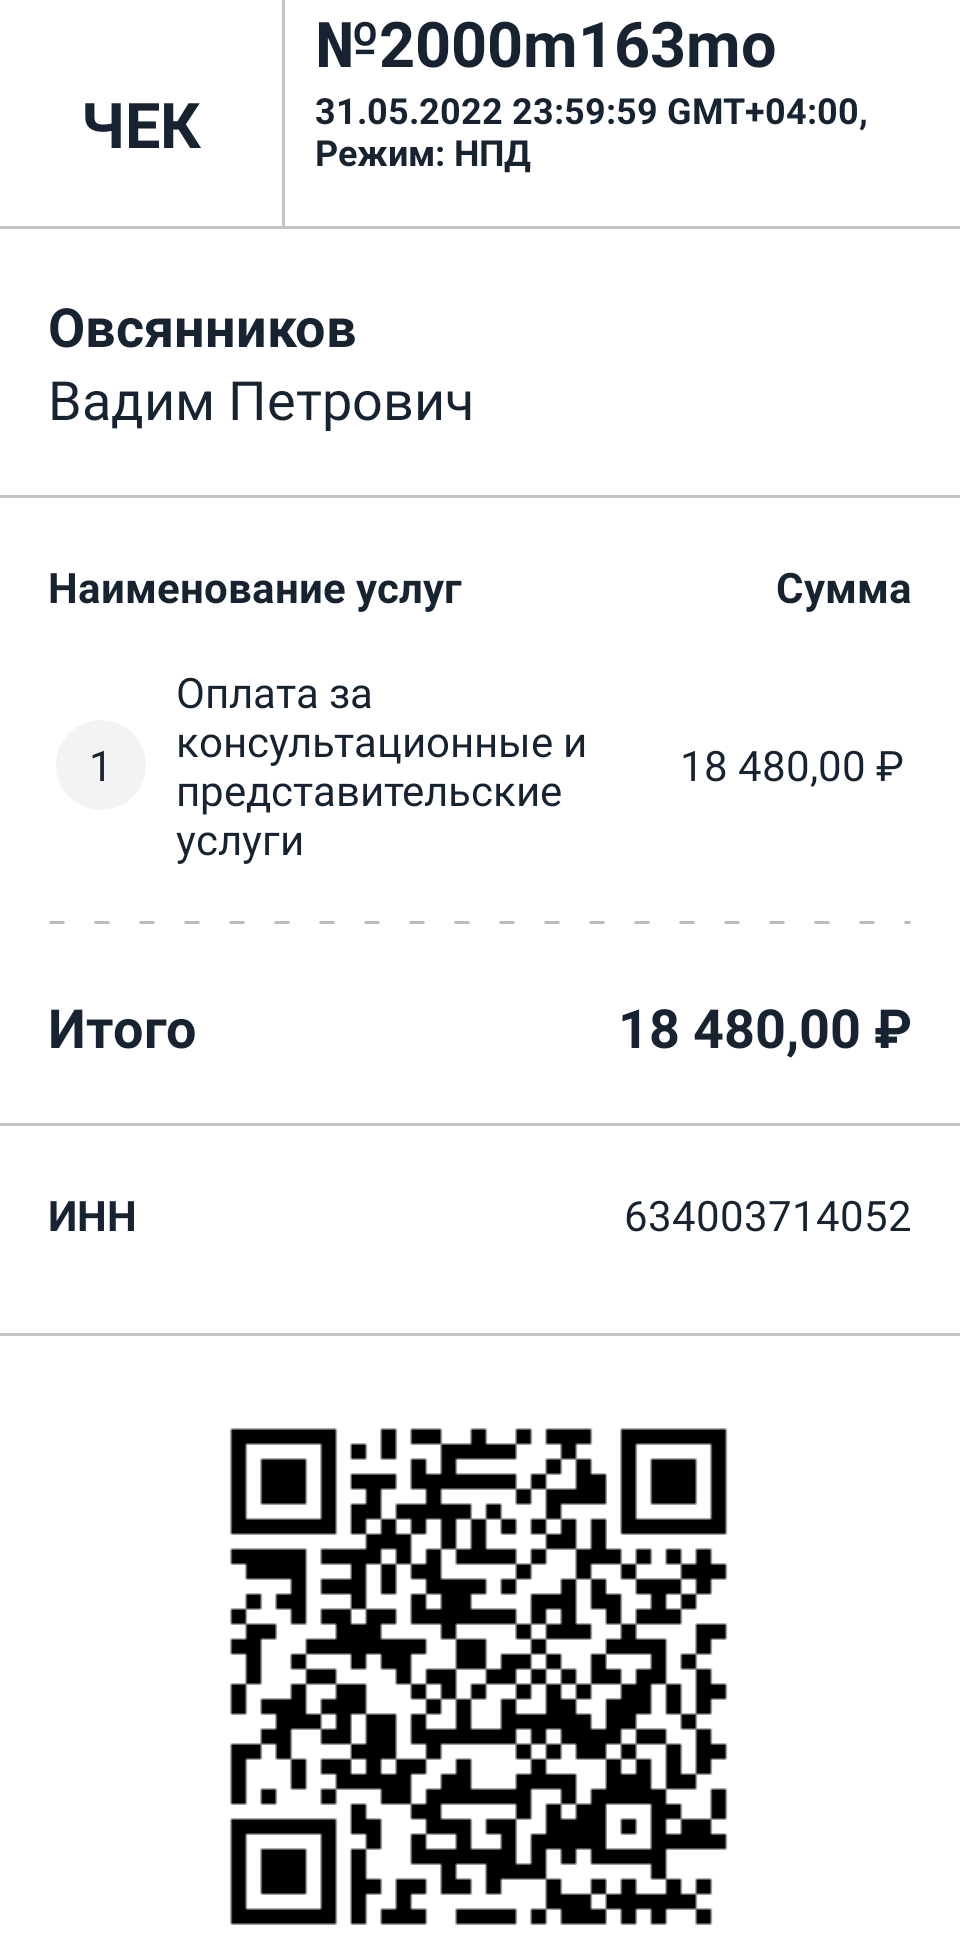 ЧЕК
№2000m163mo
31.05.2022 23:59:59 GMT+04:00,
Режим: НПД
Овсянников
Вадим Петрович
Наименование услуг Сумма
1 Оплата за
консультационные и
представительские
услуги
18 480,00 ₽
Итого 18 480,00 ₽
ИНН 634003714052